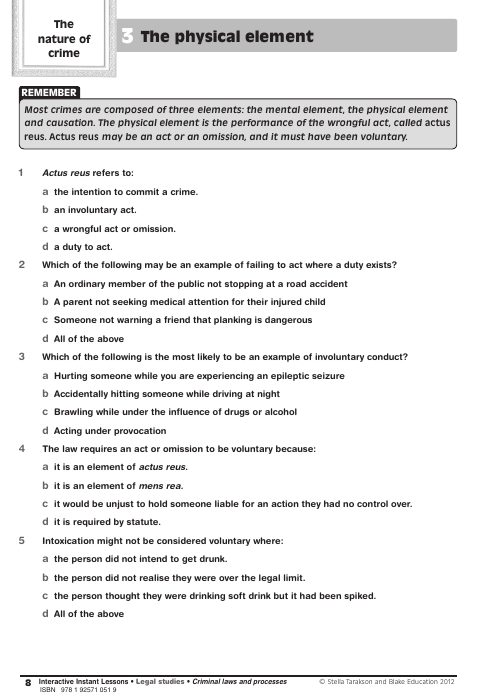 The
nature of
crime
3 The physical element
REMEMBER
Most crimes are composed of three elements: the mental element, the physical element
and causation. The physical element is the performance of the wrongful act, called actus
reus. Actus reus may be an act or an omission, and it must have been voluntary.
1 Actus reus refers to:
a the intention to commit a crime.
b an involuntary act.
c a wrongful act or omission.
d a duty to act.
2 Which of the following may be an example of failing to act where a duty exists?
a An ordinary member of the public not stopping at a road accident
b A parent not seeking medical attention for their injured child
c Someone not warning a friend that planking is dangerous
d All of the above
3 Which of the following is the most likely to be an example of involuntary conduct?
a Hurting someone while you are experiencing an epileptic seizure
b Accidentally hitting someone while driving at night
c Brawling while under the influence of drugs or alcohol
d Acting under provocation
4 The law requires an act or omission to be voluntary because:
a it is an element of actus reus.
b it is an element of mens rea.
c it would be unjust to hold someone liable for an action they had no control over.
d it is required by statute.
5 Intoxication might not be considered voluntary where:
a the person did not intend to get drunk.
b the person did not realise they were over the legal limit.
c the person thought they were drinking soft drink but it had been spiked.
d All of the above
8 Interactive Instant Lessons • Legal studies • Criminal laws and processes © Stella Tarakson and Blake Education 2012
ISBN 978 1 92571 051 9